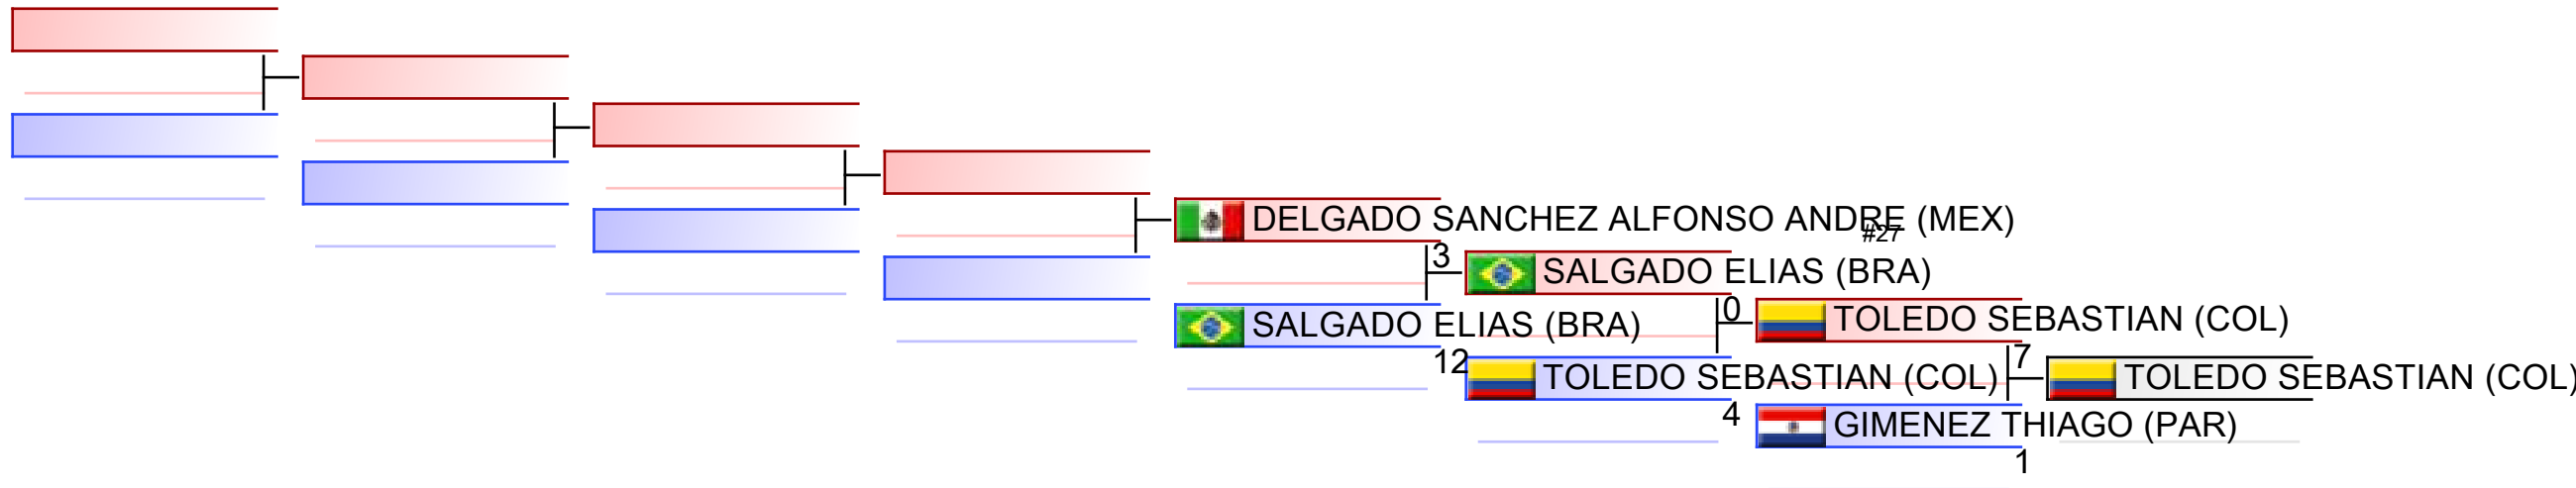 DELGADO SANCHEZ ALFONSO ANDRE (MEX)
#27
3
SALGADO ELIAS (BRA)
0
TOLEDO SEBASTIAN (COL)
SALGADO ELIAS (BRA)
12
7
TOLEDO SEBASTIAN (COL)
TOLEDO SEBASTIAN (COL)
4
GIMENEZ THIAGO (PAR)
1